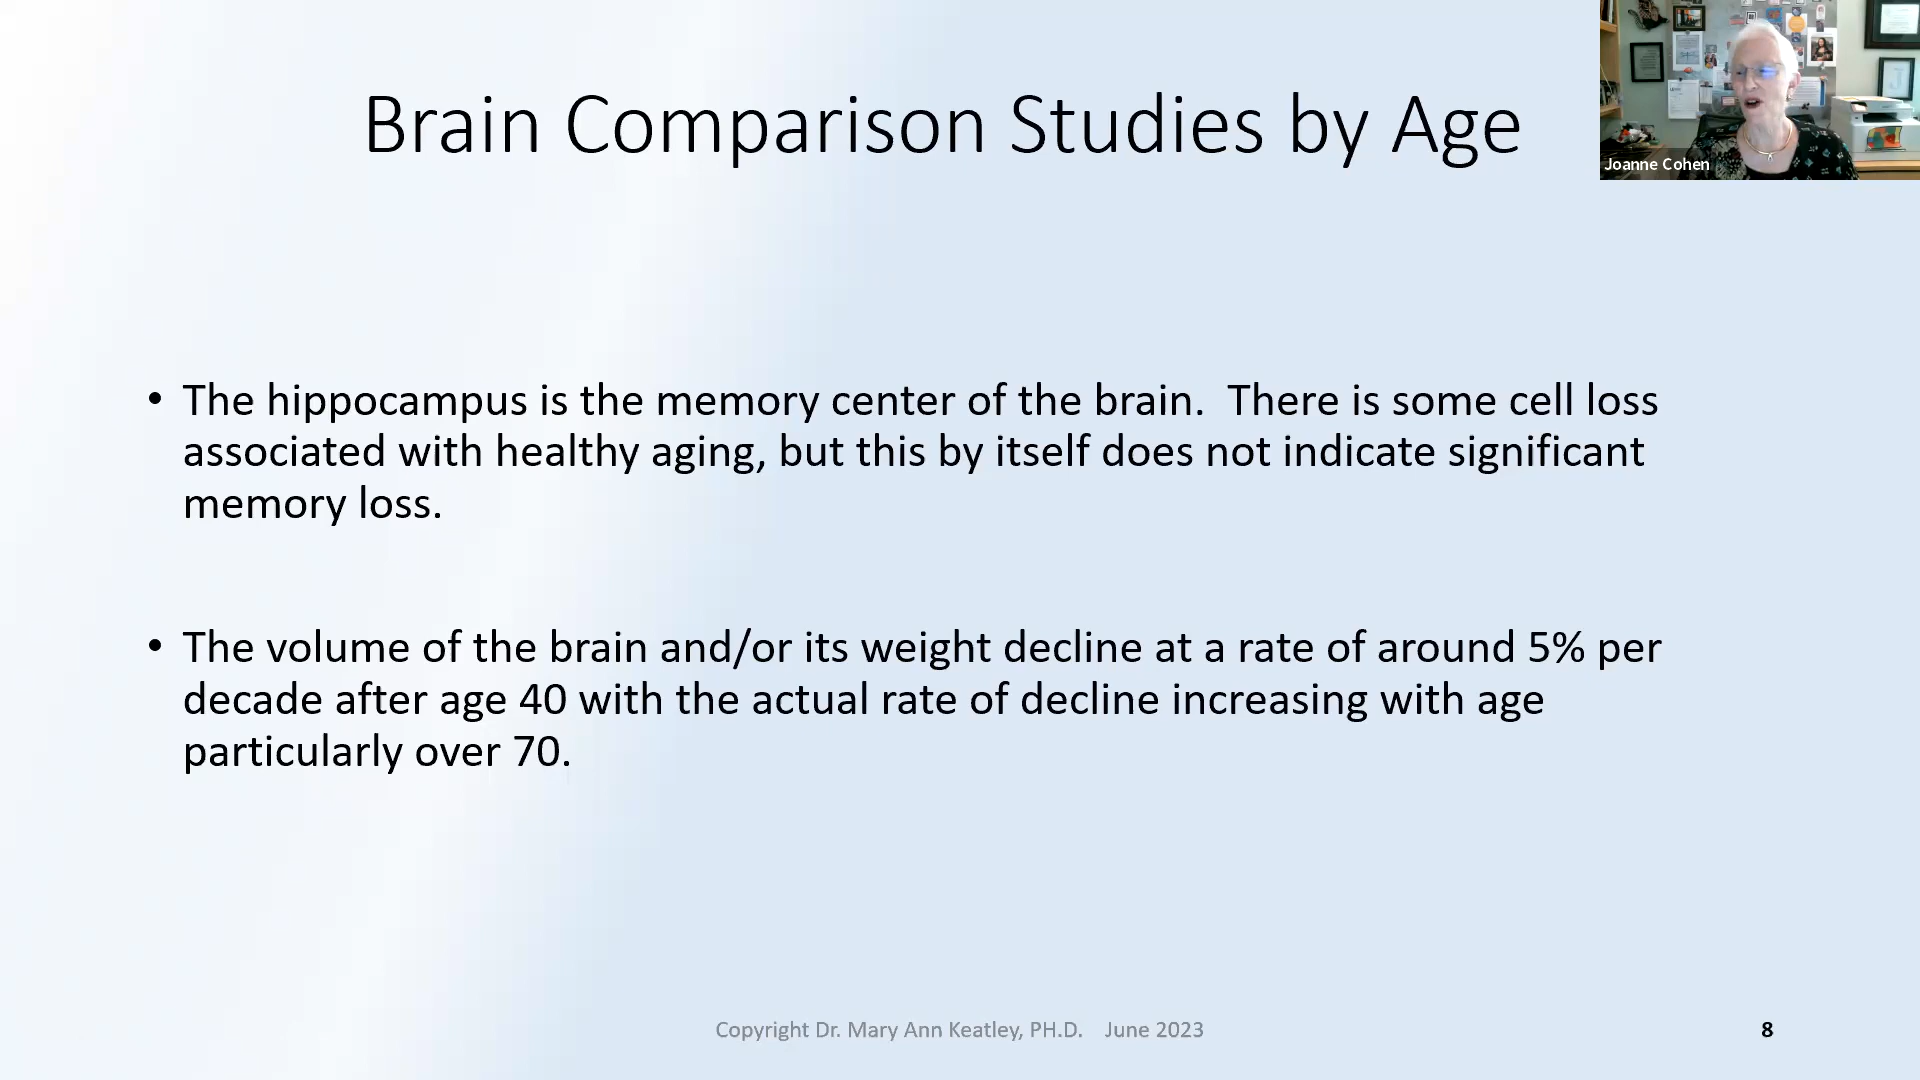 Brain Comparison Studies by Age
Joanne Cohen
• The hippocampus is the memory center of the brain.  There is some cell loss
associated with healthy aging, but this by itself does not indicate significant
memory loss.
• The volume of the brain and/or its weight decline at a rate of around 5% per
decade after age 40 with the actual rate of decline increasing with age
particularly over 70.
Copyright Dr. Mary Ann Keatley, PH.D.    June 2023
8